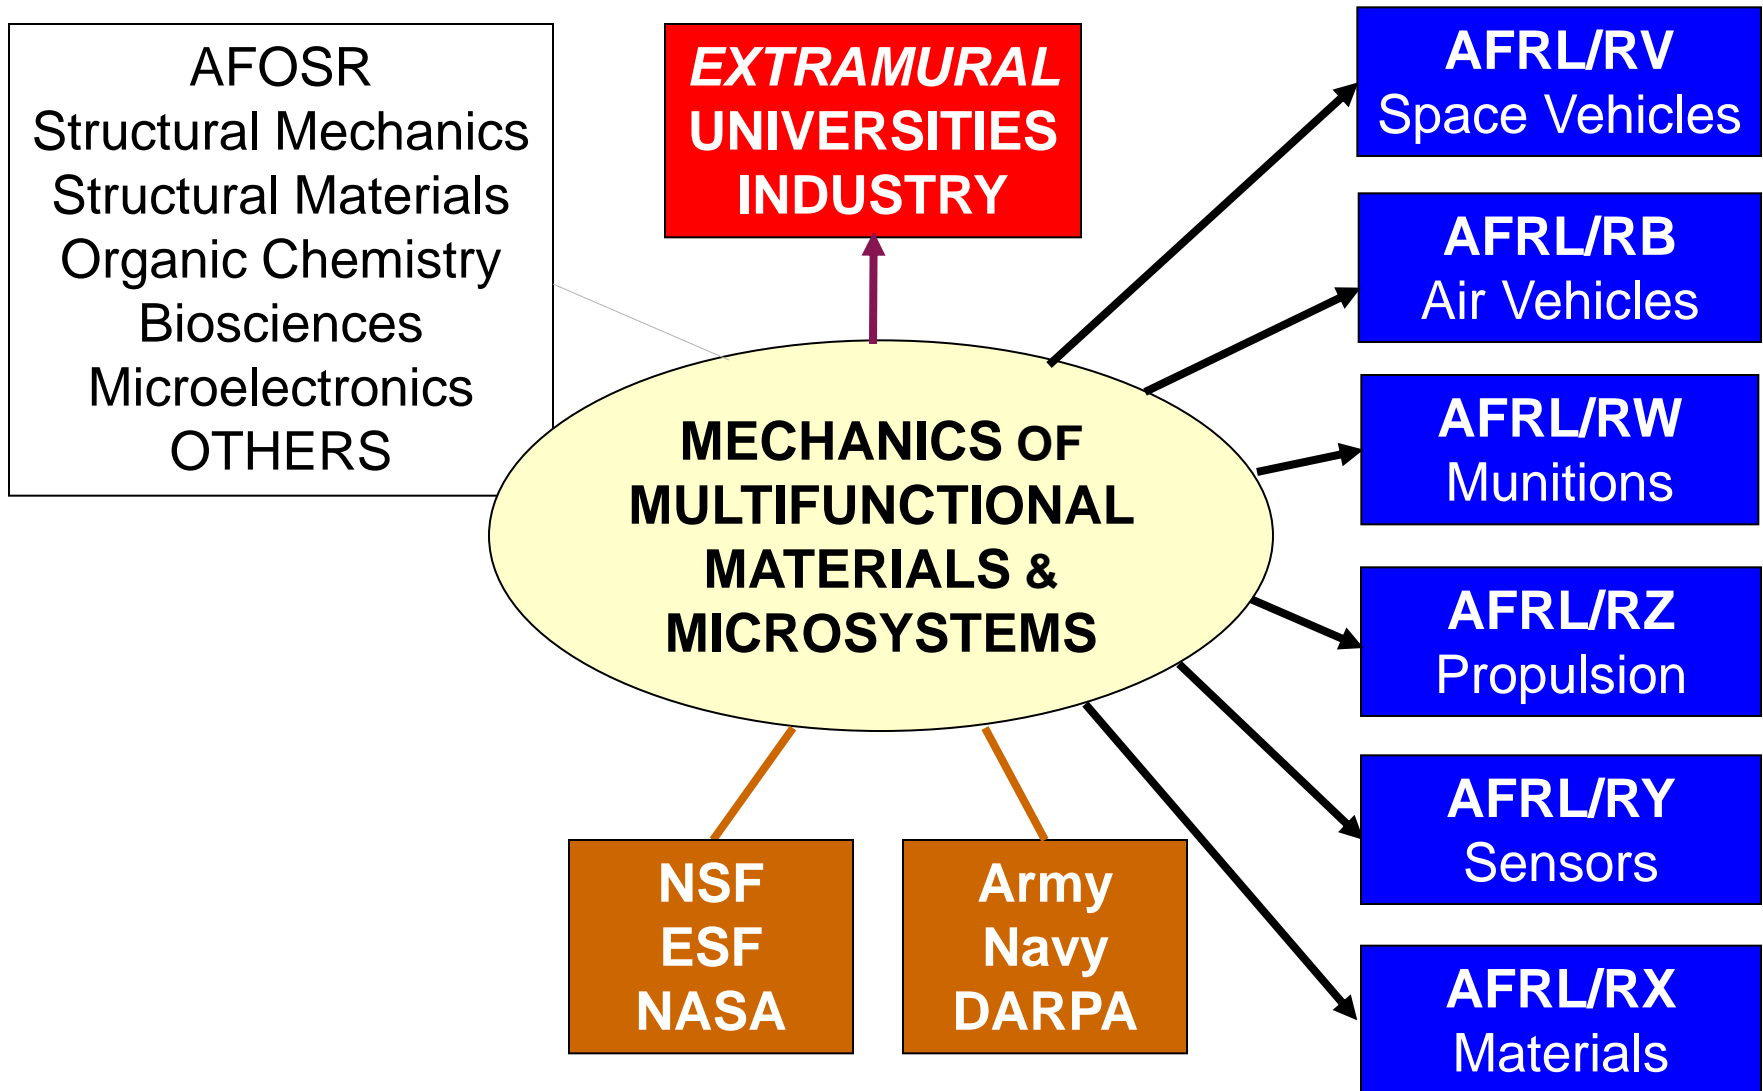 AFOSR
Structural Mechanics
Structural Materials
Organic Chemistry
Biosciences
Microelectronics
OTHERS
EXTRAMURAL
UNIVERSITIES
INDUSTRY
AFRL/RV
Space Vehicles
AFRL/RB
Air Vehicles
AFRL/RW
Munitions
AFRL/RZ
Propulsion
AFRL/RY
Sensors
AFRL/RX
Materials
MECHANICS OF
MULTIFUNCTIONAL
MATERIALS &
MICROSYSTEMS
NSF
ESF
NASA
Army
Navy
DARPA